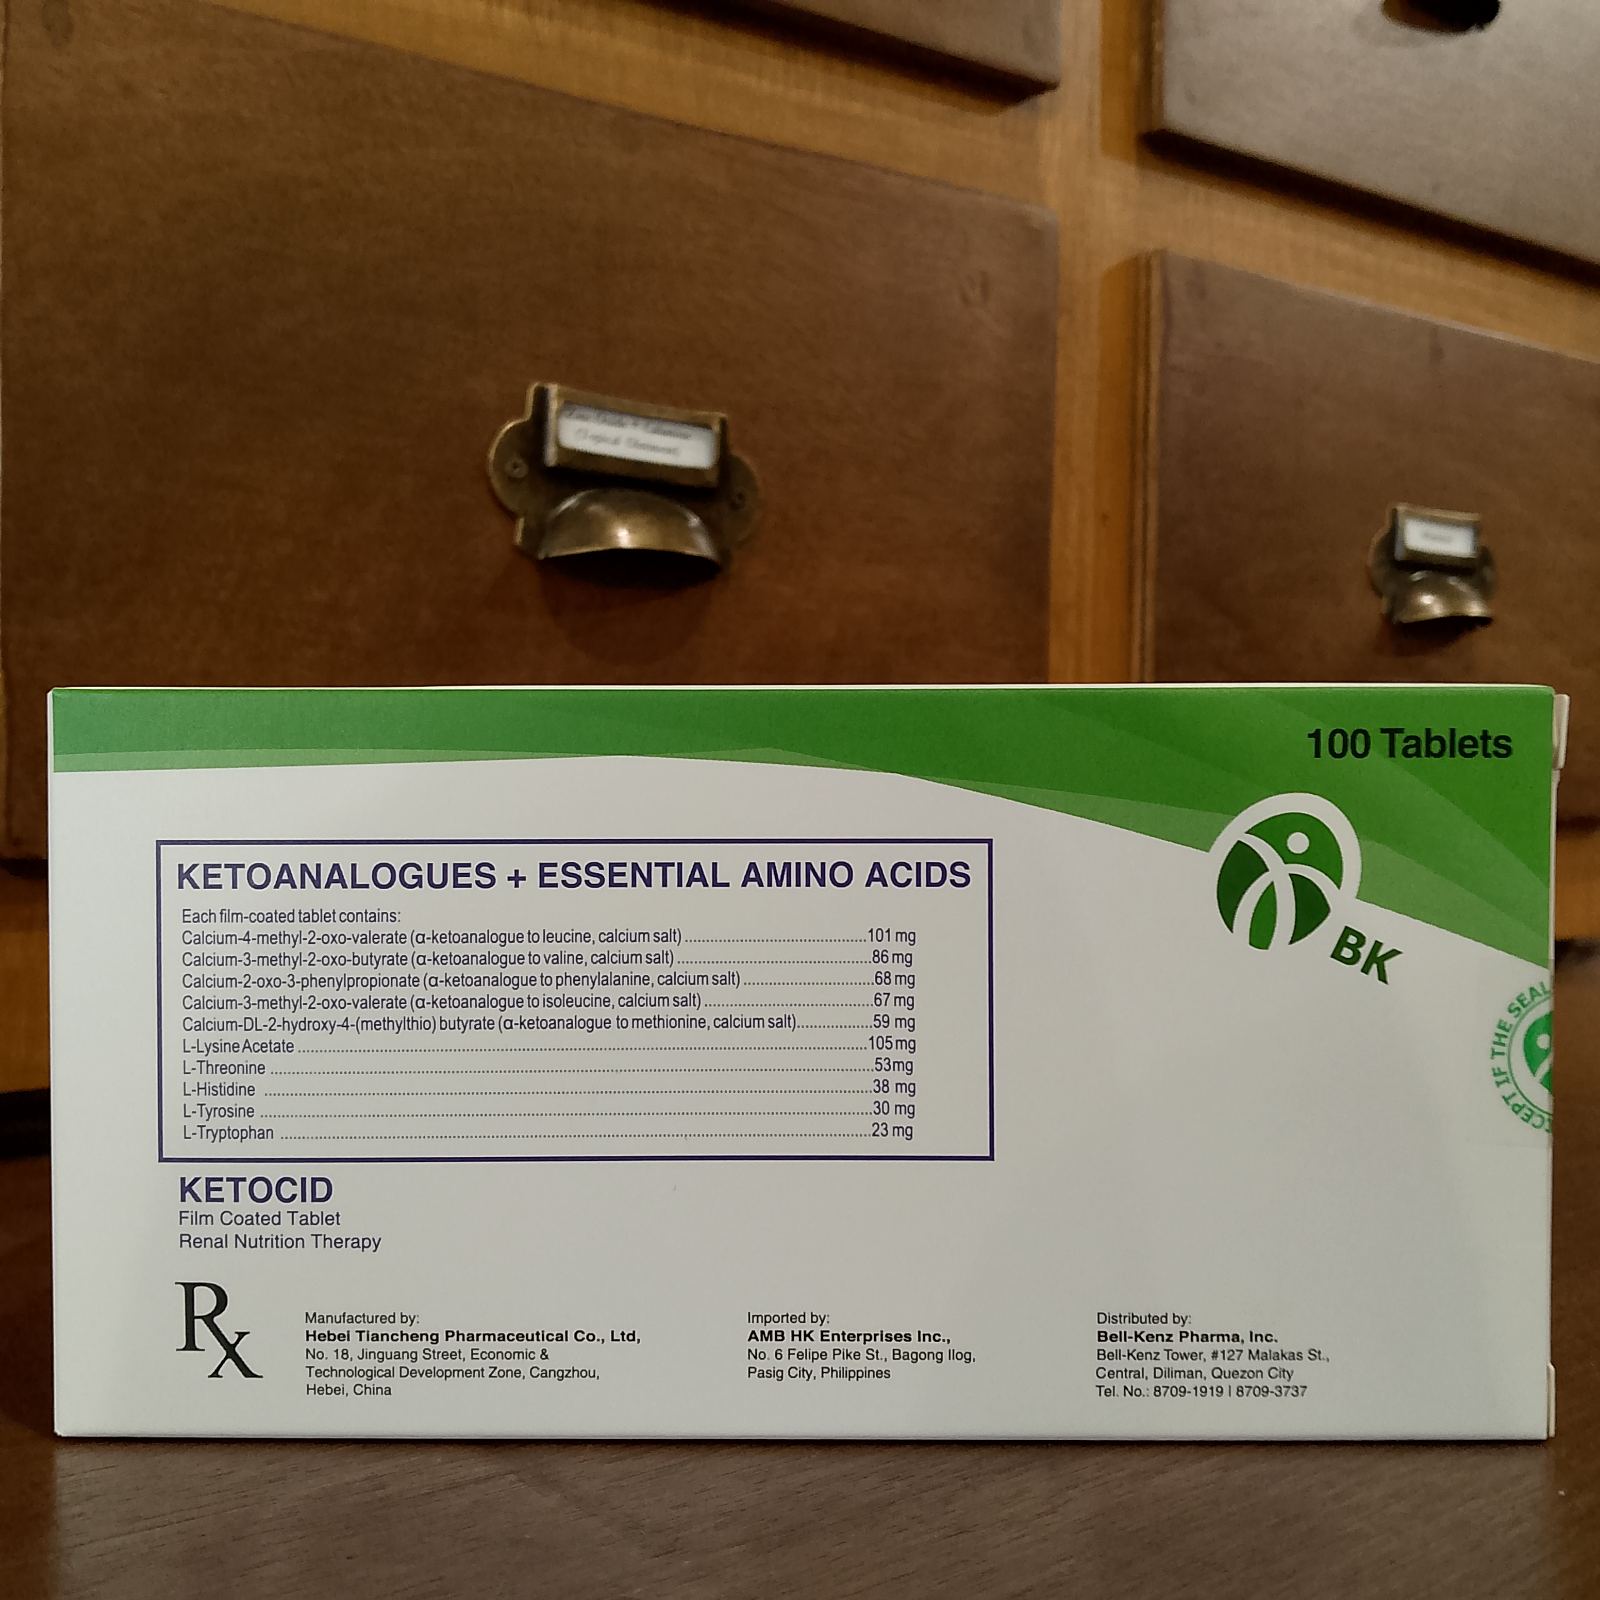 100 Tablets
BK
KETOANALOGUES + ESSENTIAL AMINO ACIDS
Each film-coated tablet contains:
Calcium-4-methyl-2-oxo-valerate (α-ketoanalogue to leucine, calcium salt) ........ 101 mg
Calcium-3-methyl-2-oxo-butyrate (α-ketoanalogue to valine, calcium salt) ........ 86 mg
Calcium-2-oxo-3-phenylpropionate (α-ketoanalogue to phenylalanine, calcium salt) ........ 68 mg
Calcium-3-methyl-2-oxo-valerate (α-ketoanalogue to isoleucine, calcium salt) ........ 67 mg
Calcium-DL-2-hydroxy-4-(methylthio) butyrate (α-ketoanalogue to methionine, calcium salt) ........ 59 mg
L-Lysine Acetate ........ 105 mg
L-Threonine ........ 53mg
L-Histidine ........ 38 mg
L-Tyrosine ........ 30 mg
L-Tryptophan ........ 23 mg
KETOCID
Film Coated Tablet
Renal Nutrition Therapy
Rx
Manufactured by:
Hebei Tiancheng Pharmaceutical Co., Ltd,
No. 18, Jinguang Street, Economic &
Technological Development Zone, Cangzhou,
Hebei, China
Imported by:
AMB HK Enterprises Inc.,
No. 6 Felipe Pike St., Bagong Ilog,
Pasig City, Philippines
Distributed by:
Bell-Kenz Pharma, Inc.
Bell-Kenz Tower, #127 Malakas St.,
Central, Diliman, Quezon City
Tel. No.: 8709-1919 | 8709-3737
IF THE SEAL